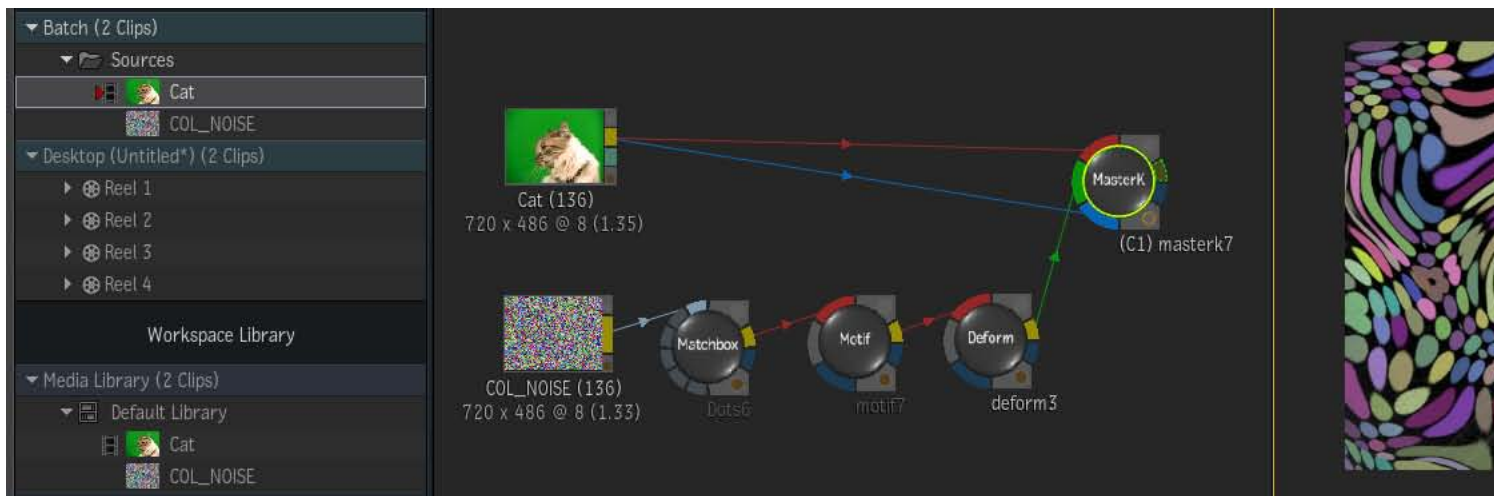 Batch (2 Clips)
Sources
Cat
COL_NOISE
Desktop (Untitled*) (2 Clips)
Reel 1
Reel 2
Reel 3
Reel 4
Workspace Library
Media Library (2 Clips)
Default Library
Cat
COL_NOISE
Cat (136)
720 x 486 @ 8 (1.35)
MasterK
(C1) masterk7
COL_NOISE (136)
720 x 486 @ 8 (1.33)
Matchbox
Dots6
Motif
motif7
Deform
deform3